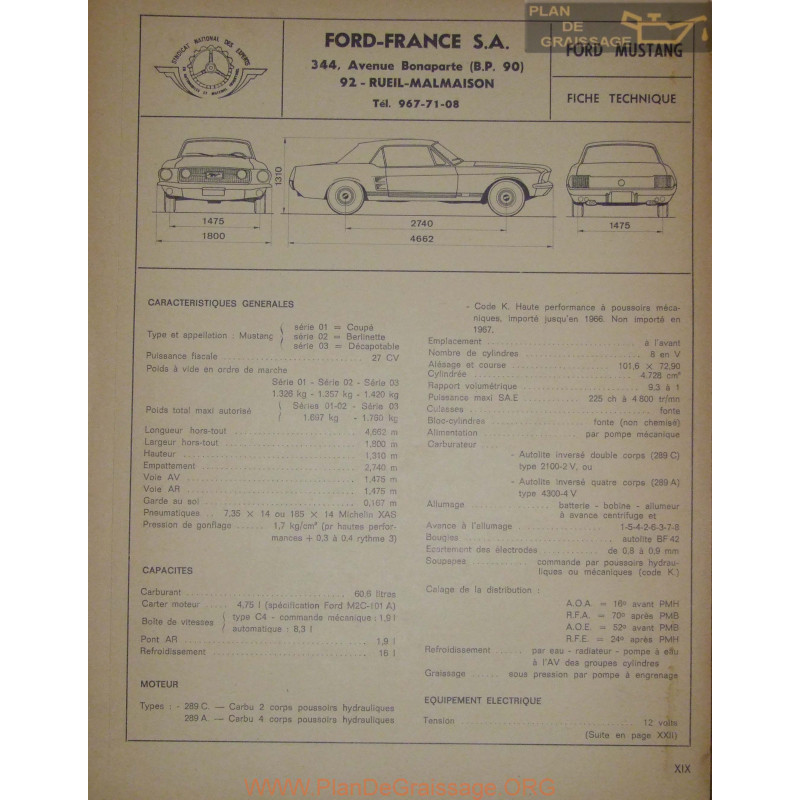 PLAN
DE
GRAISSAGE
SYNDICAT NATIONAL DES EXPERTS
FORD-FRANCE S.A.
344, Avenue Bonaparte (B.P. 90)
92 - RUEIL-MALMAISON
Tél. 967-71-08
FORD MUSTANG
FICHE TECHNIQUE
1310
1475
1800
2740
4662
1475
CARACTERISTIQUES GENERALES
Type et appellation : Mustang
série 01 = Coupé
série 02 = Berlinette
série 03 = Décapotable
Puissance fiscale 27 CV
Poids à vide en ordre de marche
Série 01 - Série 02 - Série 03
1.326 kg - 1.357 kg - 1.420 kg
Poids total maxi autorisé
Séries 01-02 - Série 03
1.697 kg - 1.760 kg
Longueur hors-tout 4,662 m
Largeur hors-tout 1,800 m
Hauteur 1,310 m
Empattement 2,740 m
Voie AV 1,475 m
Voie AR 1,475 m
Garde au sol 0,167 m
Pneumatiques .. 7,35 × 14 ou 185 × 14 Michelin XAS
Pression de gonflage .... 1,7 kg/cm² (pr hautes perfor-
mances + 0,3 à 0,4 rythme 3)
CAPACITES
Carburant 60,6 litres
Carter moteur .... 4,75 l (spécification Ford M2C-101 A)
Boîte de vitesses
type C4 - commande mécanique : 1,9 l
automatique : 8,3 l
Pont AR 1,9 l
Refroidissement 16 l
MOTEUR
Types : - 289 C. — Carbu 2 corps poussoirs hydrauliques
289 A. — Carbu 4 corps poussoirs hydrauliques
- Code K. Haute performance à poussoirs méca-
niques, importé jusqu'en 1966. Non importé en
1967.
Emplacement à l'avant
Nombre de cylindres 8 en V
Alésage et course 101,6 × 72,90
Cylindrée 4.728 cm³
Rapport volumétrique 9,3 à 1
Puissance maxi S.A.E 225 ch à 4 800 tr/mn
Culasses fonte
Bloc-cylindres fonte (non chemisé)
Alimentation par pompe mécanique
Carburateur
- Autolite inversé double corps (289 C)
type 2100-2 V, ou
- Autolite inversé quatre corps (289 A)
type 4300-4 V
Allumage batterie - bobine - allumeur
à avance centrifuge et
Avance à l'allumage 1-5-4-2-6-3-7-8
Bougies autolite BF 42
Ecartement des électrodes de 0,8 à 0,9 mm
Soupapes commande par poussoirs hydrau-
liques ou mécaniques (code K.)
Calage de la distribution :
A.O.A. = 16º avant PMH
R.F.A. = 70º après PMB
A.O.E. = 52º avant PMB
R.F.E. = 24º après PMH
Refroidissement par eau - radiateur - pompe à eau
à l'AV des groupes cylindres
Graissage sous pression par pompe à engrenage
EQUIPEMENT ELECTRIQUE
Tension 12 volts
(Suite en page XXII)
XIX
www.PlanDeGraissage.ORG